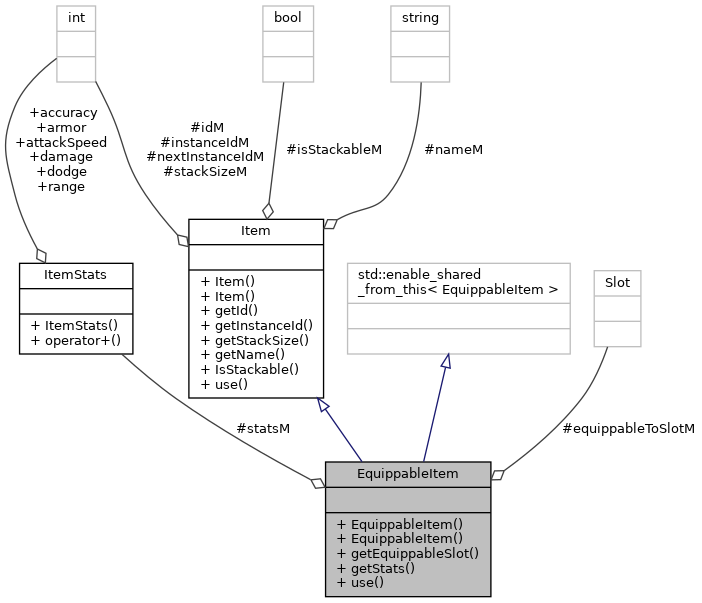 int
bool
string
+accuracy
+armor
+attackSpeed
+damage
+dodge
+range
#idM
#instanceIdM
#nextInstanceIdM
#stackSizeM
#isStackableM
#nameM
Item
+ Item()
+ Item()
+ getId()
+ getInstanceId()
+ getStackSize()
+ getName()
+ IsStackable()
+ use()
ItemStats
+ ItemStats()
+ operator+()
std::enable_shared
_from_this< EquippableItem >
Slot
#statsM
#equippableToSlotM
EquippableItem
+ EquippableItem()
+ EquippableItem()
+ getEquippableSlot()
+ getStats()
+ use()